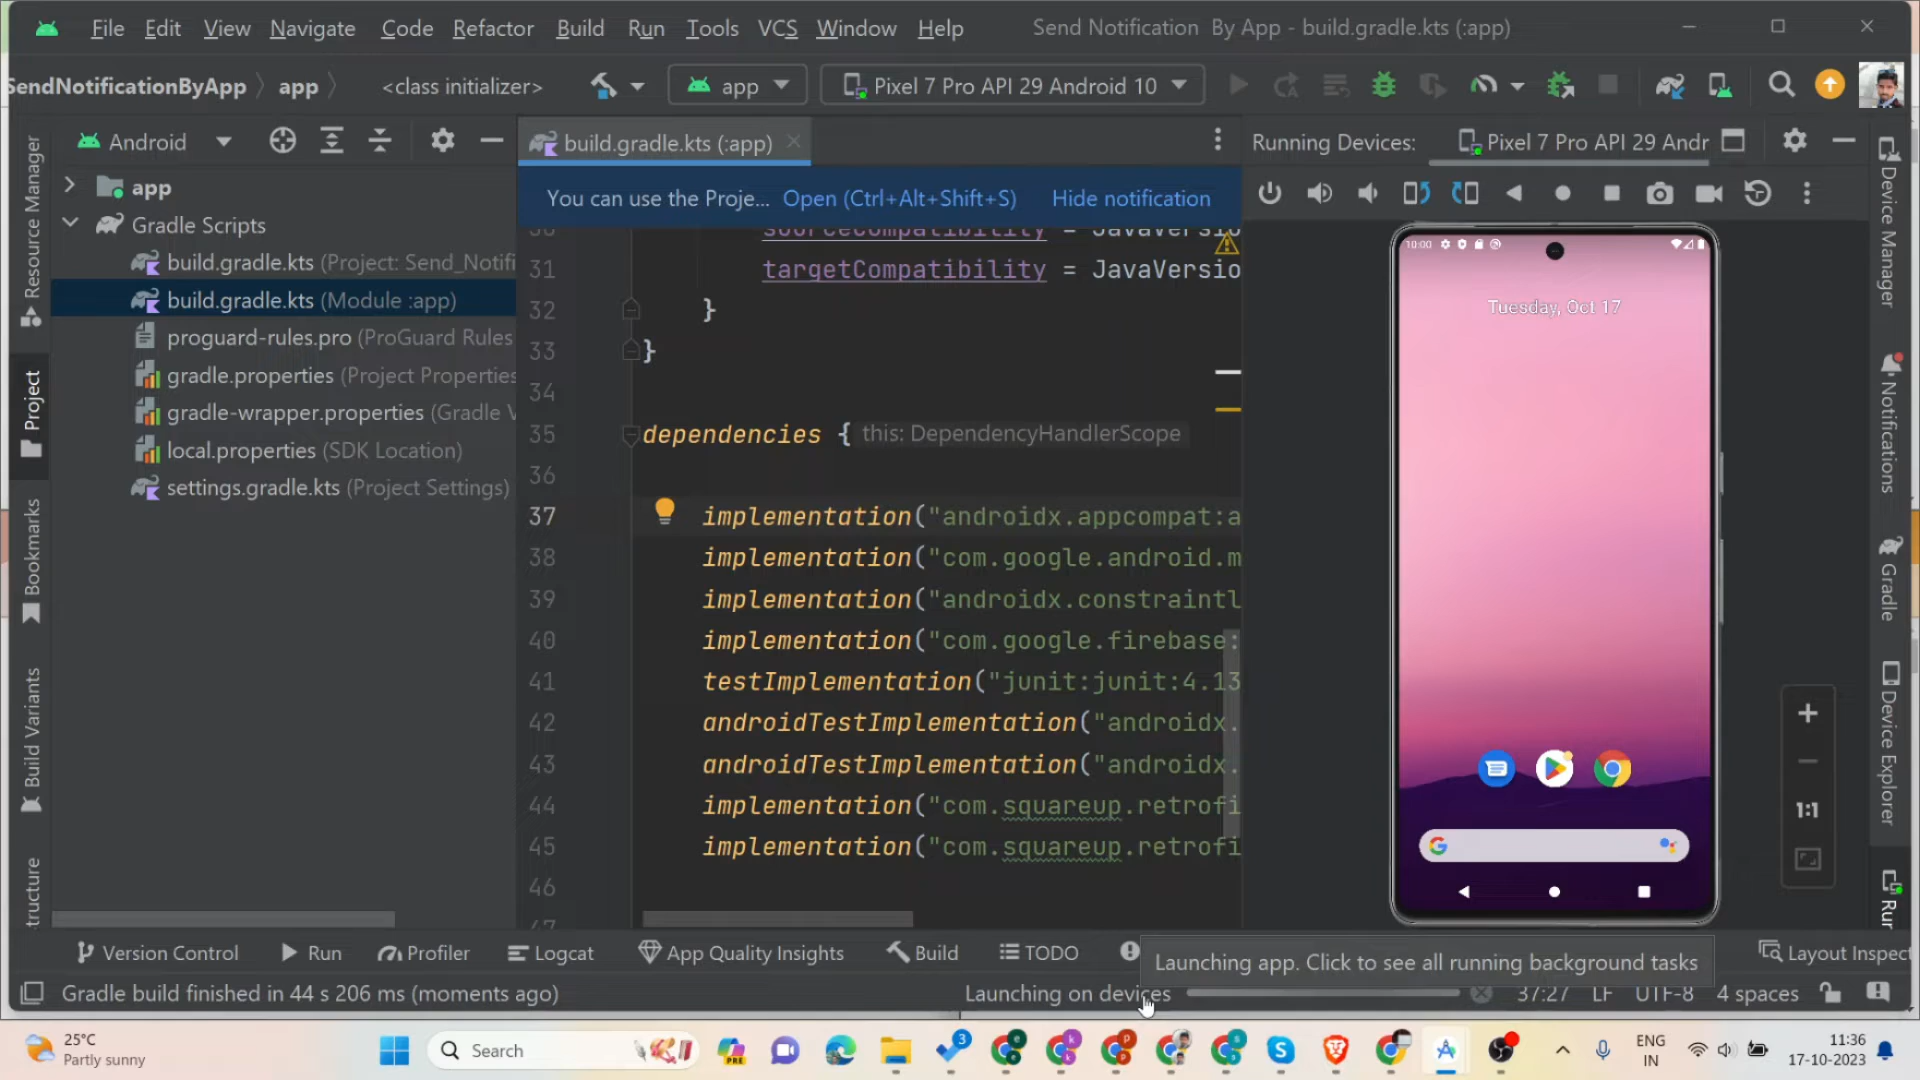 File Edit View Navigate Code Refactor Build Run Tools VCS Window Help Send Notification By App - build.gradle.kts (:app)
SendNotificationByApp app <class initializer> app Pixel 7 Pro API 29 Android 10
Android build.gradle.kts (:app) Running Devices: Pixel 7 Pro API 29 Andr
app
Gradle Scripts
build.gradle.kts (Project: Send_Notifi
build.gradle.kts (Module :app)
proguard-rules.pro (ProGuard Rules
gradle.properties (Project Properties
gradle-wrapper.properties (Gradle V
local.properties (SDK Location)
settings.gradle.kts (Project Settings)
Resource Manager
Project
Bookmarks
Build Variants
tructure
You can use the Proje... Open (Ctrl+Alt+Shift+S) Hide notification
30 sourceCompatibility = JavaVersio
31 targetCompatibility = JavaVersio
32 }
33 }
34
35 dependencies { this: DependencyHandlerScope
36
37 implementation("androidx.appcompat:a
38 implementation("com.google.android.m
39 implementation("androidx.constraintl
40 implementation("com.google.firebase:
41 testImplementation("junit:junit:4.13
42 androidTestImplementation("androidx.
43 androidTestImplementation("androidx.
44 implementation("com.squareup.retrofi
45 implementation("com.squareup.retrofi
46
47
10:00
Tuesday, Oct 17
1:1
Device Manager
Notifications
Gradle
Device Explorer
Ru
Version Control Run Profiler Logcat App Quality Insights Build TODO Layout Inspect
Launching app. Click to see all running background tasks
Gradle build finished in 44 s 206 ms (moments ago) Launching on devices 37:27 LF UTF-8 4 spaces
25°C
Partly sunny
Search
PRE
3
e
k
p
s
ENG
IN
11:36
17-10-2023